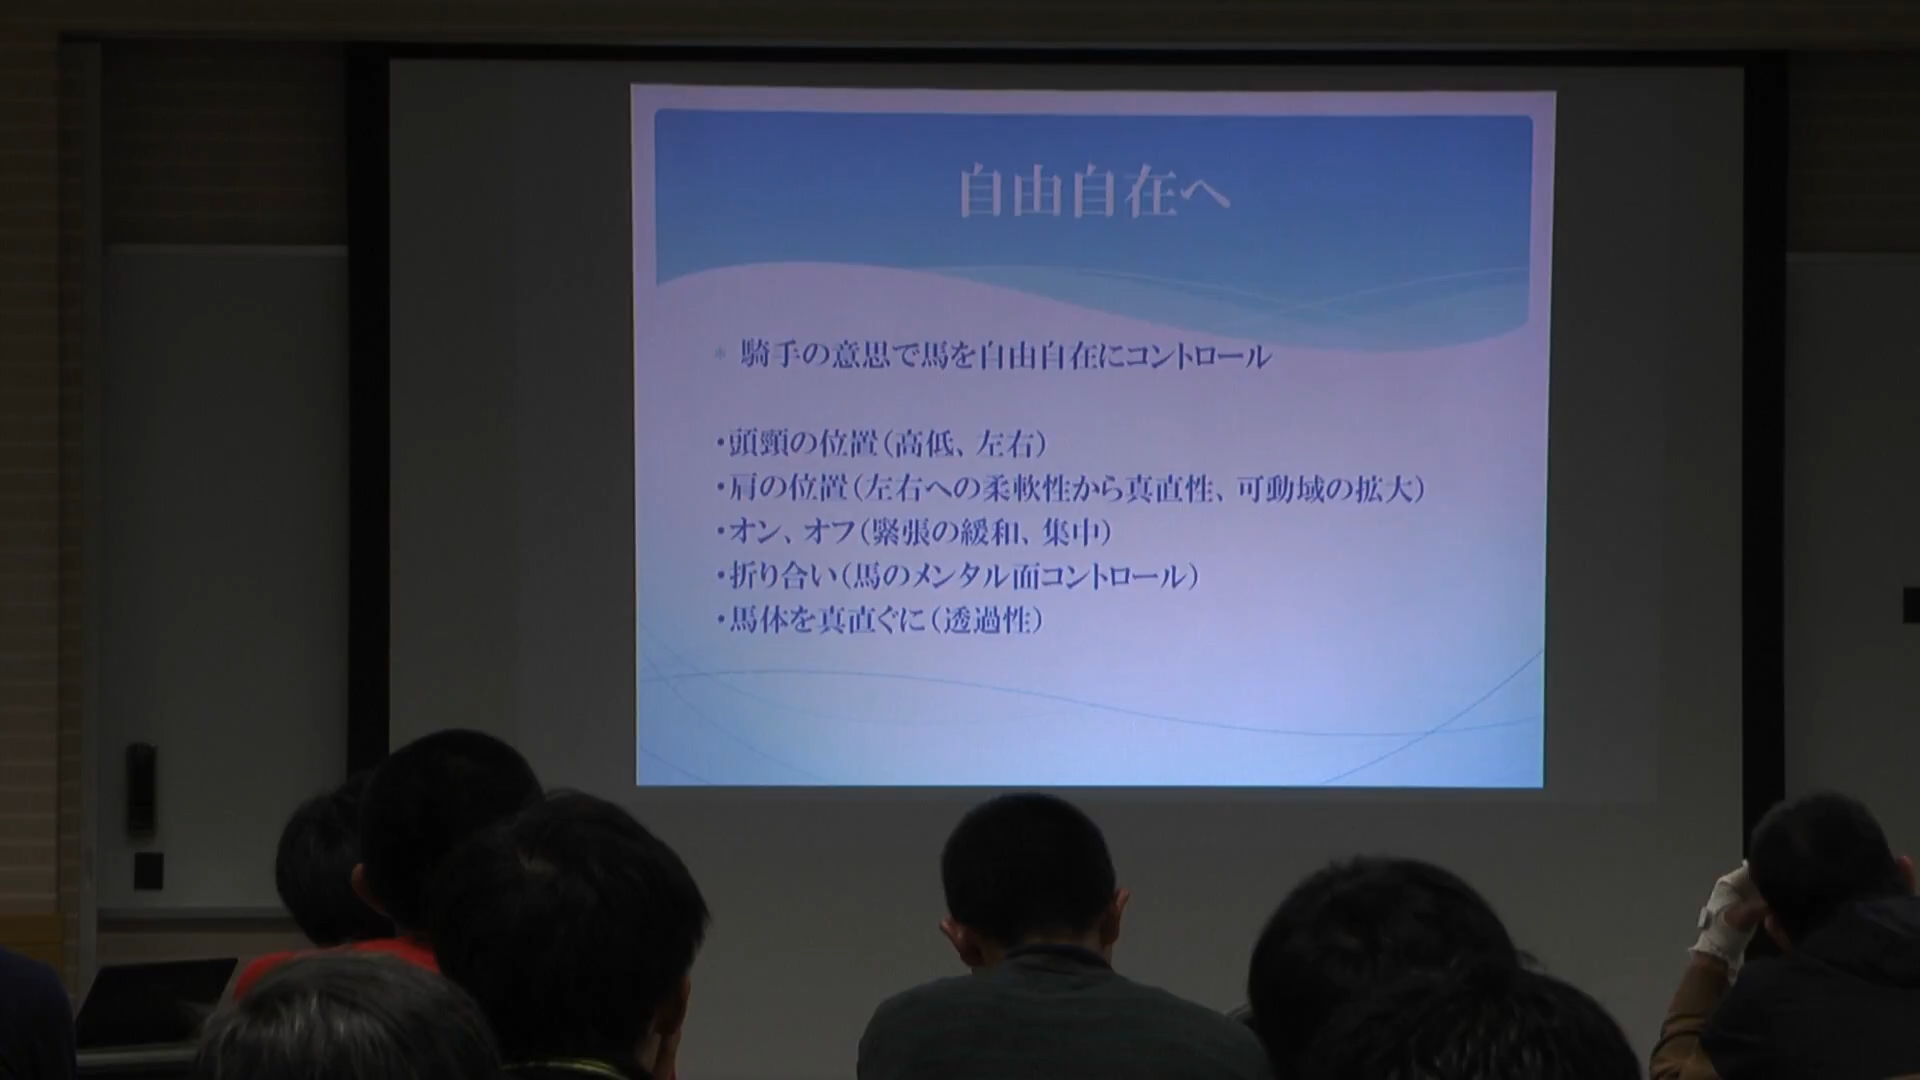 自由自在へ
* 騎手の意思で馬を自由自在にコントロール
・頭頸の位置(高低、左右)
・肩の位置(左右への柔軟性から真直性、可動域の拡大)
・オン、オフ(緊張の緩和、集中)
・折り合い(馬のメンタル面コントロール)
・馬体を真直ぐに(透過性)